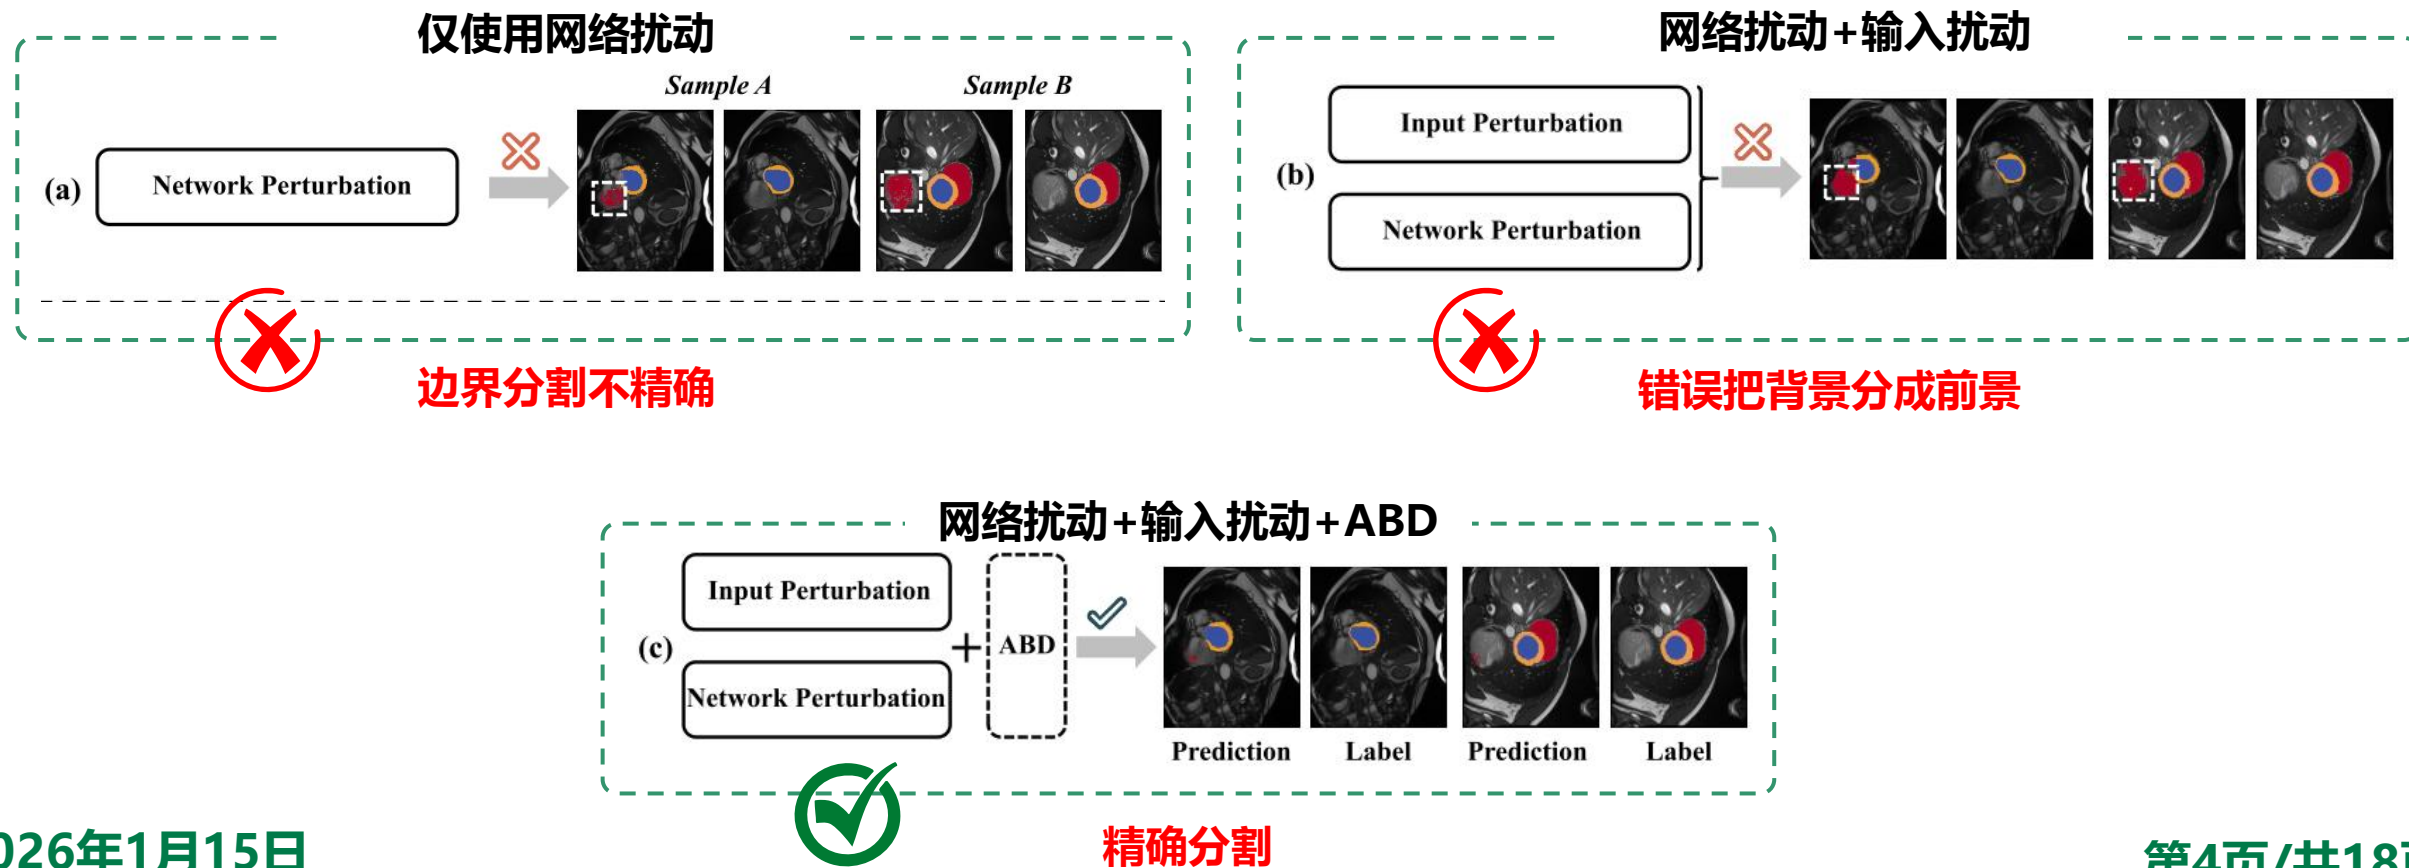 仅使用网络扰动
Sample A
Sample B
(a)
Network Perturbation
边界分割不精确
网络扰动+输入扰动
(b)
Input Perturbation
Network Perturbation
错误把背景分成前景
网络扰动+输入扰动+ABD
(c)
Input Perturbation
Network Perturbation
+
ABD
Prediction
Label
Prediction
Label
精确分割
026年1月15日
第4页/共18页